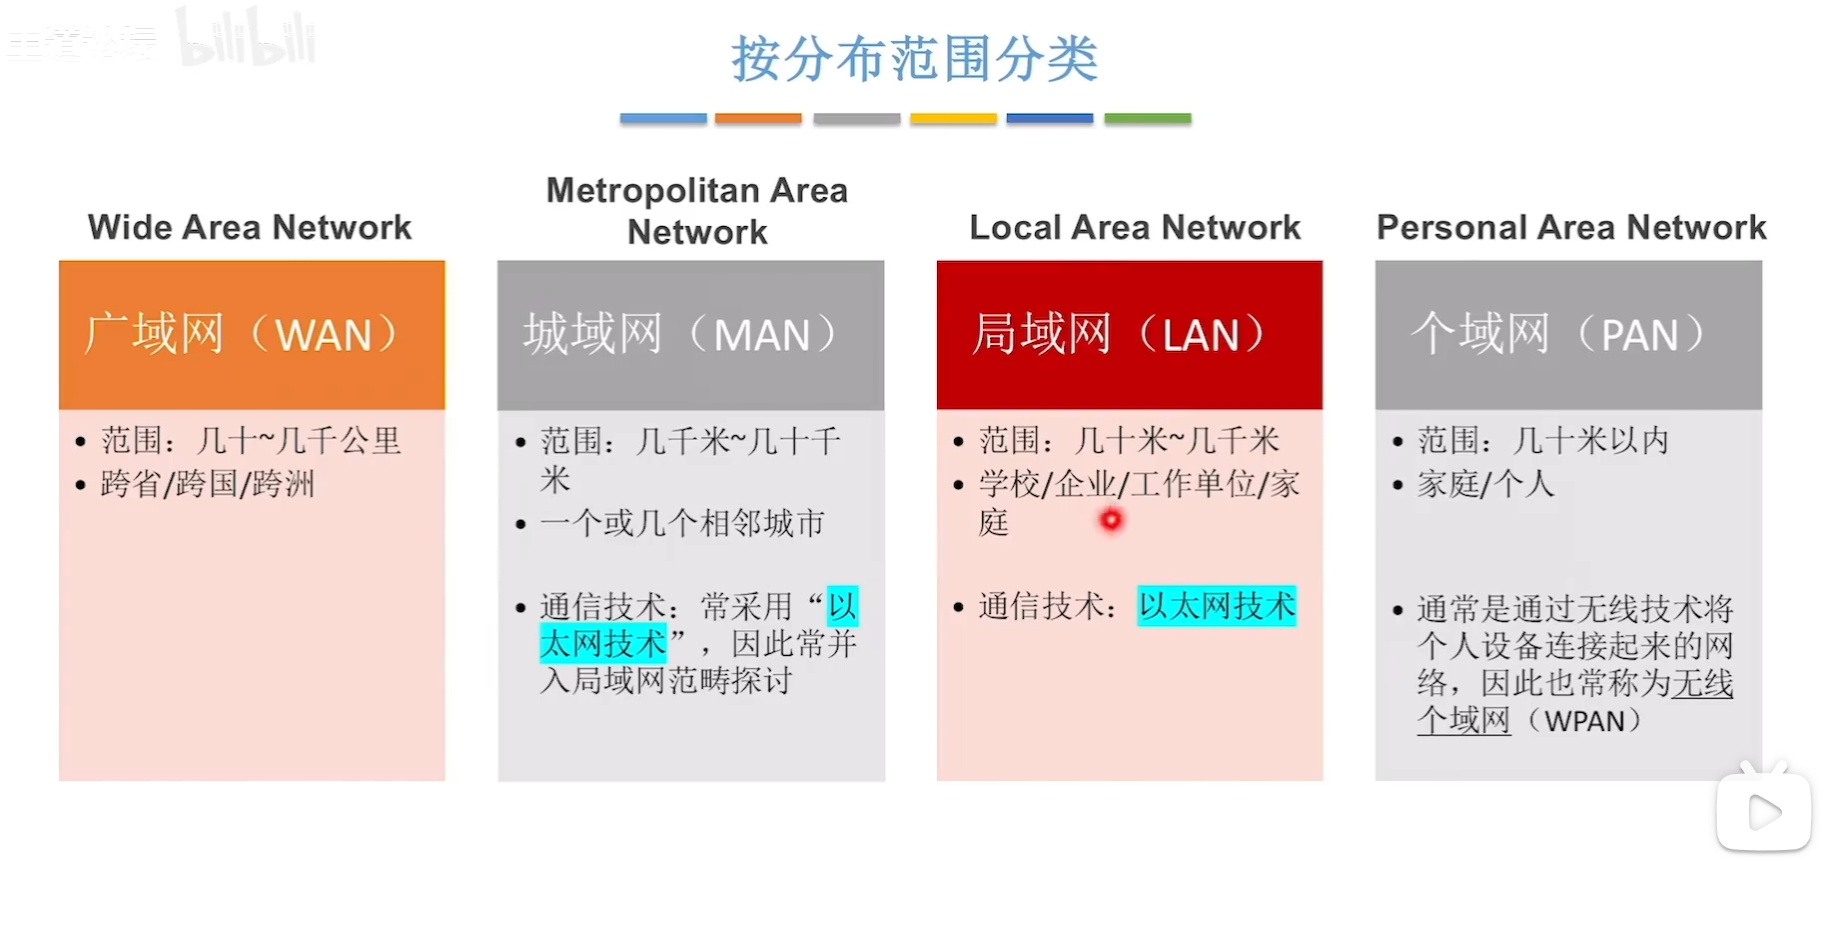 bilibili
按分布范围分类
Wide Area Network
广域网（WAN）
• 范围：几十~几千公里
• 跨省/跨国/跨洲
Metropolitan Area
Network
城域网（MAN）
• 范围：几千米~几十千
米
• 一个或几个相邻城市
• 通信技术：常采用“以
太网技术”，因此常并
入局域网范畴探讨
Local Area Network
局域网（LAN）
• 范围：几十米~几千米
• 学校/企业/工作单位/家
庭
• 通信技术：以太网技术
Personal Area Network
个域网（PAN）
• 范围：几十米以内
• 家庭/个人
• 通常是通过无线技术将
个人设备连接起来的网
络，因此也常称为无线
个域网（WPAN）